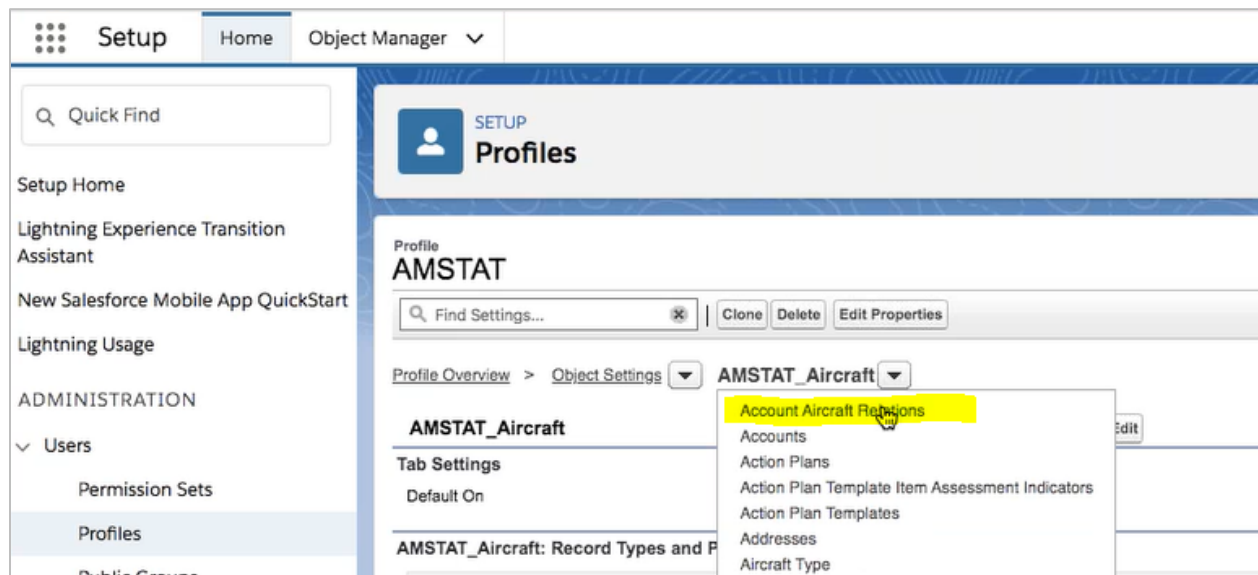 Setup Home Object Manager
Quick Find
SETUP
Profiles
Setup Home
Lightning Experience Transition
Assistant
New Salesforce Mobile App QuickStart
Lightning Usage
ADMINISTRATION
Users
Permission Sets
Profiles
Public Groups
Profile
AMSTAT
Find Settings... Clone Delete Edit Properties
Profile Overview > Object Settings AMSTAT_Aircraft
Account Aircraft Relations
Accounts
Action Plans
Action Plan Template Item Assessment Indicators
Action Plan Templates
Addresses
Aircraft Type
AMSTAT_Aircraft Edit
Tab Settings
Default On
AMSTAT_Aircraft: Record Types and P